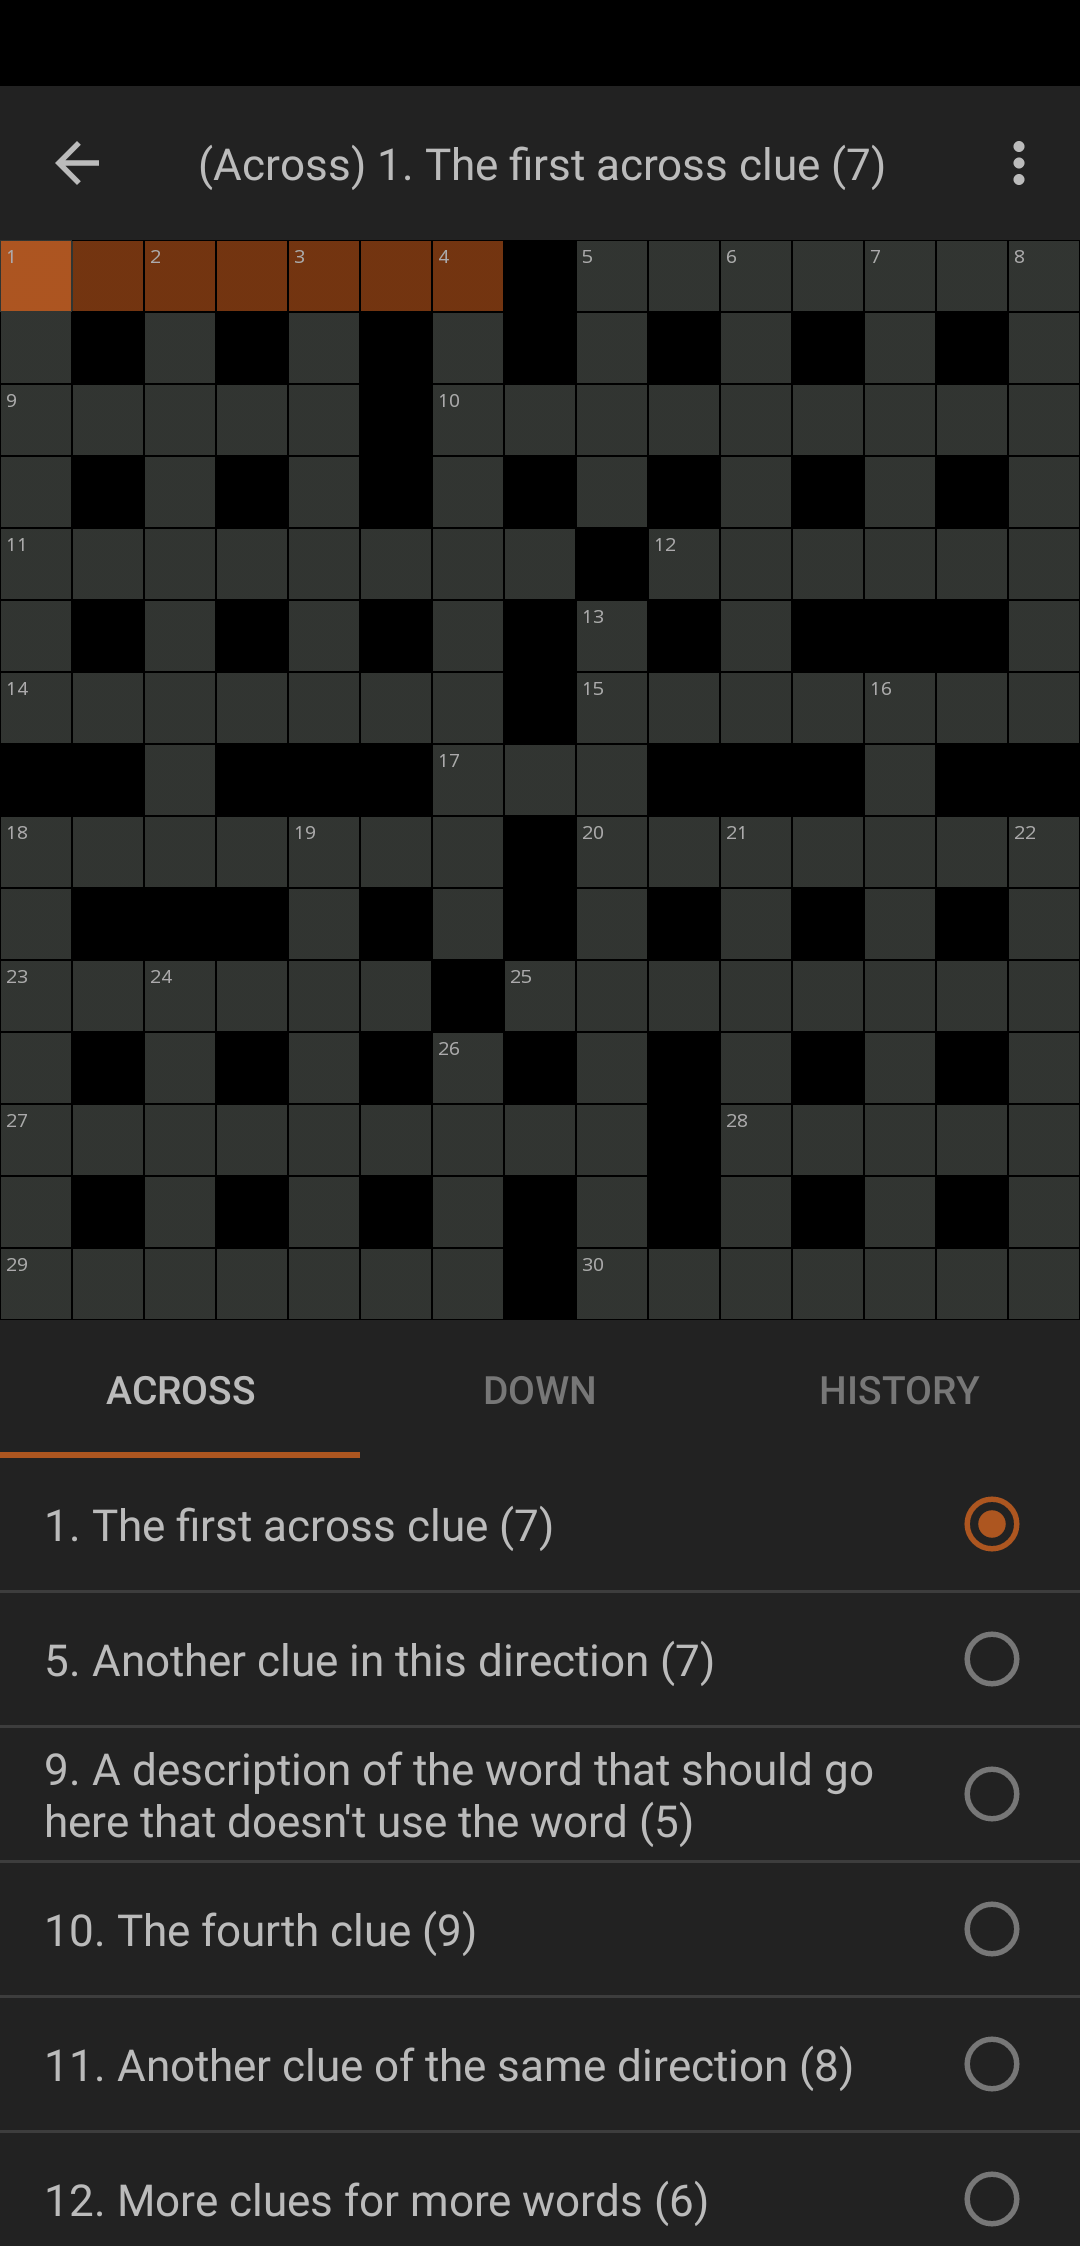 (Across) 1. The first across clue (7)
1 2 3 4 5 6 7 8
9 10
11 12
13
14 15 16
17
18 19 20 21 22
23 24 25
26
27 28
29 30
ACROSS DOWN HISTORY
1. The first across clue (7)
5. Another clue in this direction (7)
9. A description of the word that should go
here that doesn't use the word (5)
10. The fourth clue (9)
11. Another clue of the same direction (8)
12. More clues for more words (6)